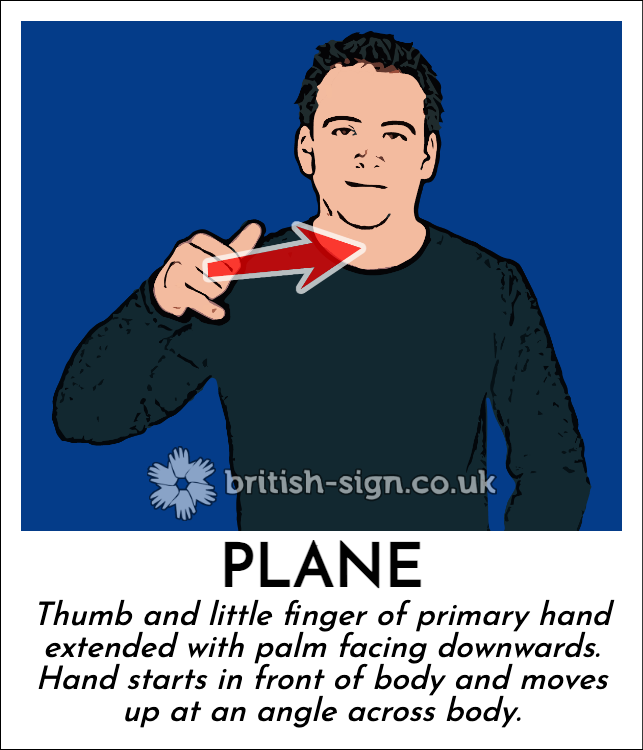 british-sign.co.uk
PLANE
Thumb and little finger of primary hand
extended with palm facing downwards.
Hand starts in front of body and moves
up at an angle across body.